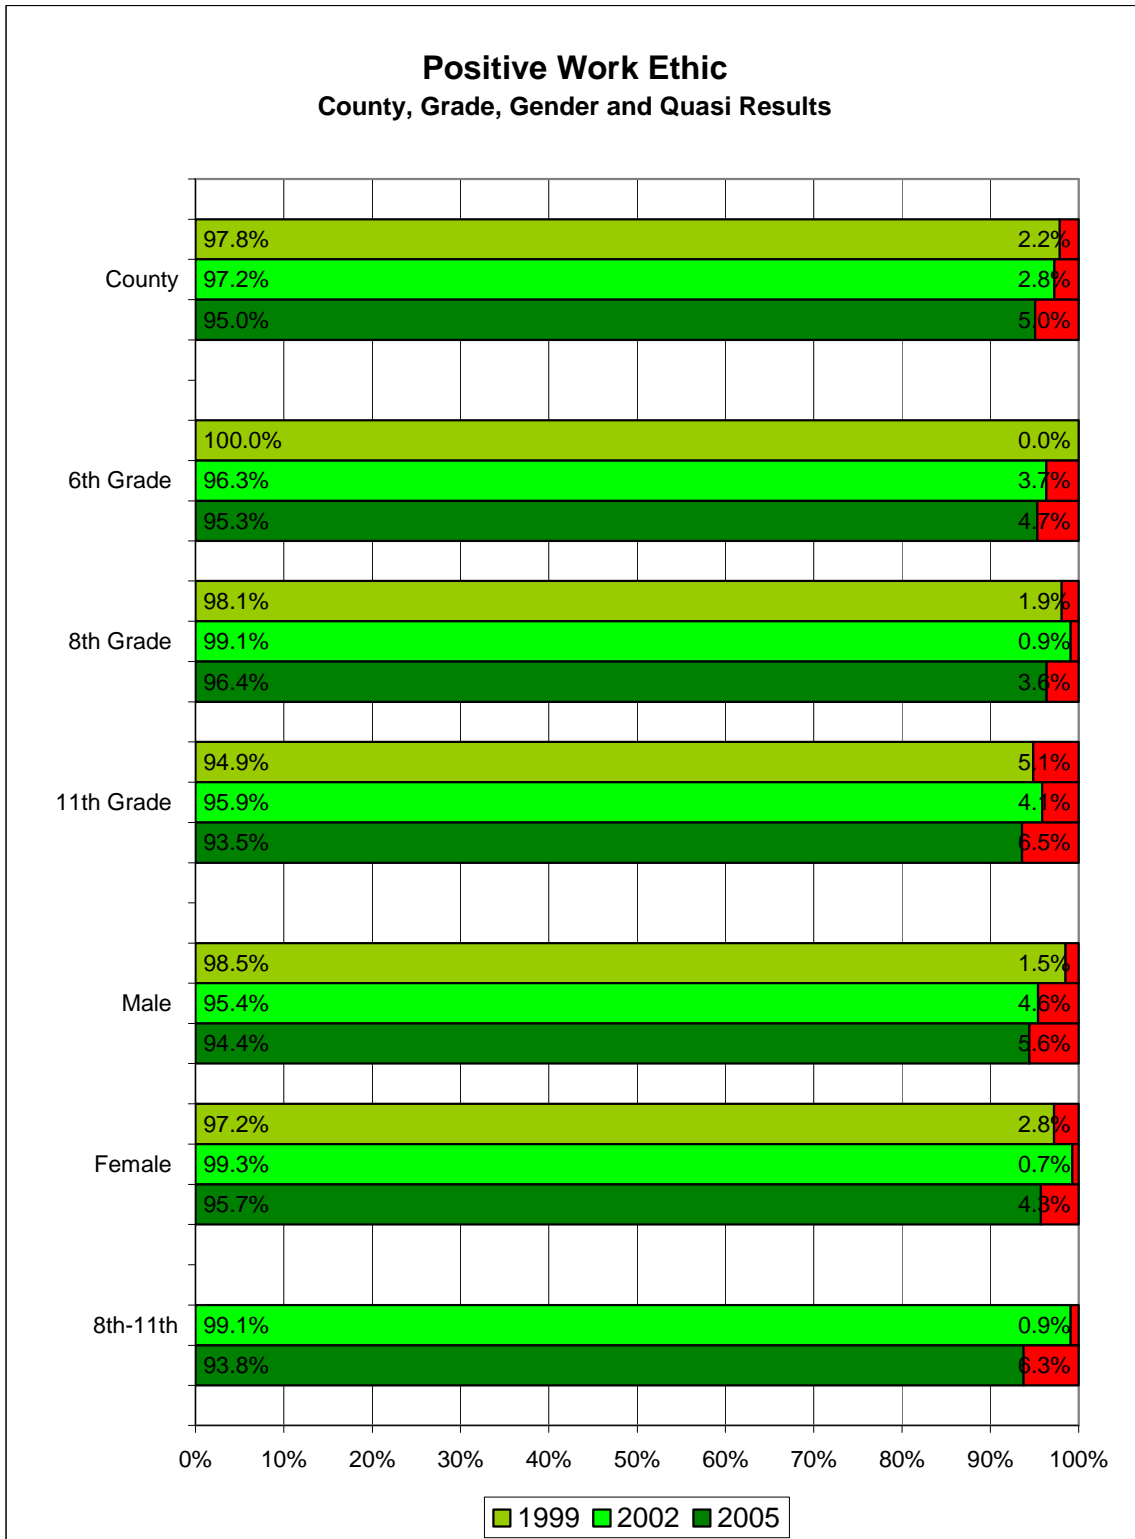 Positive Work Ethic
County, Grade, Gender and Quasi Results
97.8% 2.2%
County 97.2% 2.8%
95.0% 5.0%
100.0% 0.0%
6th Grade 96.3% 3.7%
95.3% 4.7%
98.1% 1.9%
8th Grade 99.1% 0.9%
96.4% 3.6%
94.9% 5.1%
11th Grade 95.9% 4.1%
93.5% 6.5%
98.5% 1.5%
Male 95.4% 4.6%
94.4% 5.6%
97.2% 2.8%
Female 99.3% 0.7%
95.7% 4.3%
8th-11th 99.1% 0.9%
93.8% 6.3%
0% 10% 20% 30% 40% 50% 60% 70% 80% 90% 100%
1999 2002 2005